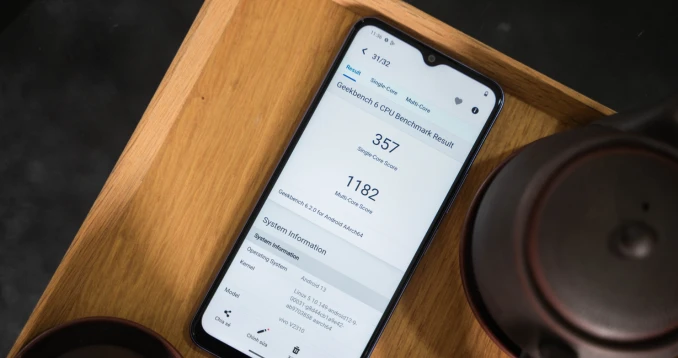 31/32
Result Single-Core Multi-Core
Geekbench 6 CPU Benchmark Result
357
Single-Core Score
1182
Multi-Core Score
Geekbench 6.2.0 for Android AArch64
System Information
System Information
Operating System Android 13
Kernel
Model vivo V2310
Chia sẻ Chỉnh sửa